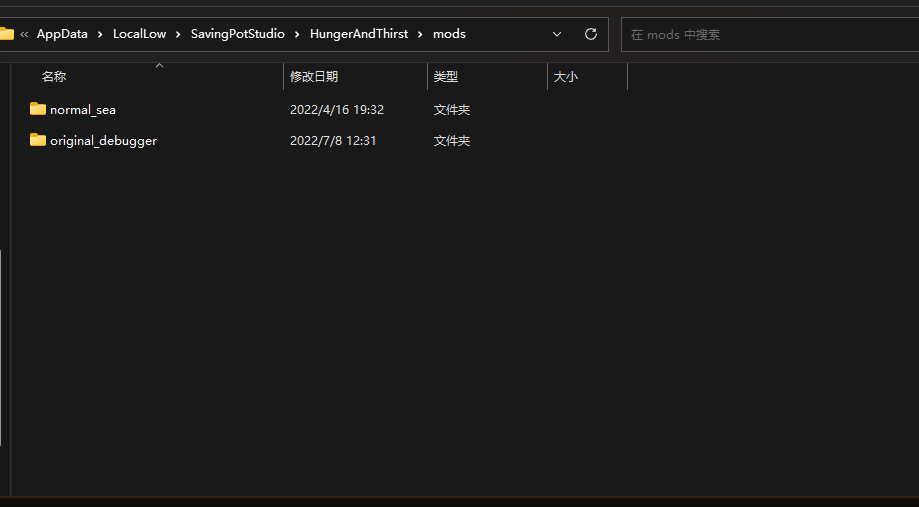 « AppData › LocalLow › SavingPotStudio › HungerAndThirst › mods 在 mods 中搜索
名称 修改日期 类型 大小
normal_sea 2022/4/16 19:32 文件夹
original_debugger 2022/7/8 12:31 文件夹